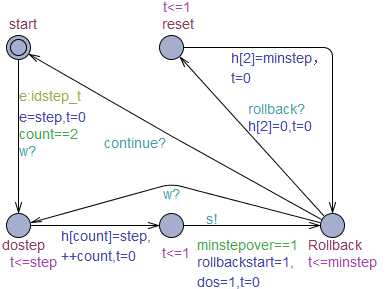 t<=1
start
reset
h[2]=minstep,
t=0
e:idstep_t
e=step,t=0
count==2
w?
rollback?
h[2]=0,t=0
continue?
w?
s!
dostep
t<=step
h[count]=step,
++count,t=0
t<=1
minstepover==1
rollbackstart=1,
dos=1,t=0
Rollback
t<=minstep